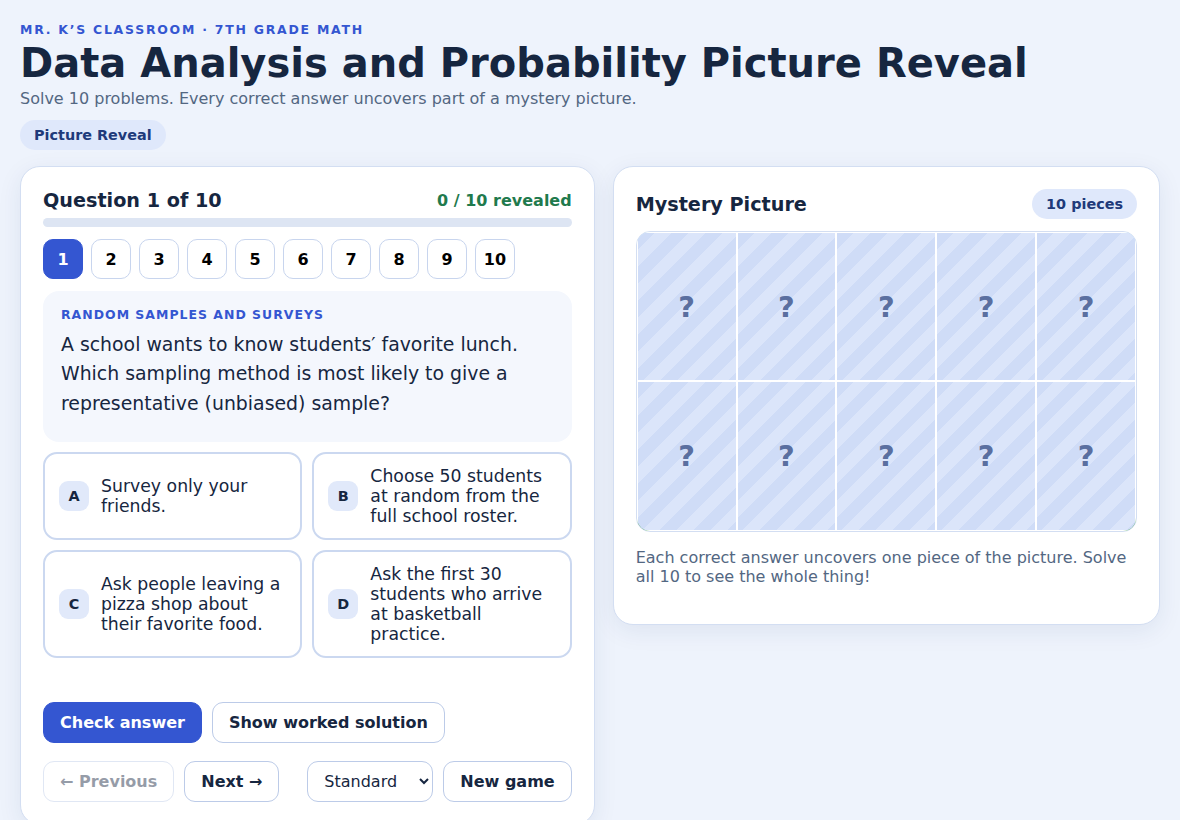 MR. K’S CLASSROOM · 7TH GRADE MATH
Data Analysis and Probability Picture Reveal
Solve 10 problems. Every correct answer uncovers part of a mystery picture.
Picture Reveal
Question 1 of 10
0 / 10 revealed
1 2 3 4 5 6 7 8 9 10
RANDOM SAMPLES AND SURVEYS
A school wants to know students′ favorite lunch.
Which sampling method is most likely to give a
representative (unbiased) sample?
A
Survey only your
friends.
B
Choose 50 students
at random from the
full school roster.
C
Ask people leaving a
pizza shop about
their favorite food.
D
Ask the first 30
students who arrive
at basketball
practice.
Check answer
Show worked solution
← Previous
Next →
Standard
New game
Mystery Picture
10 pieces
? ? ? ? ?
? ? ? ? ?
Each correct answer uncovers one piece of the picture. Solve
all 10 to see the whole thing!